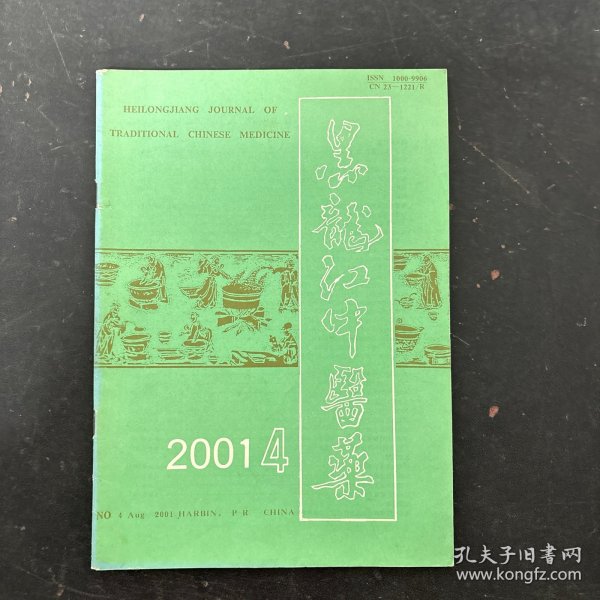 ISSN 1000-9906
CN 23—1221/R
HEILONGJIANG JOURNAL OF
TRADITIONAL CHINESE MEDICINE
黑龍江中醫藥
2001 4
NO 4 Aug 2001 HARBIN, P R CHINA
孔夫子旧書网
www.kongfz.com